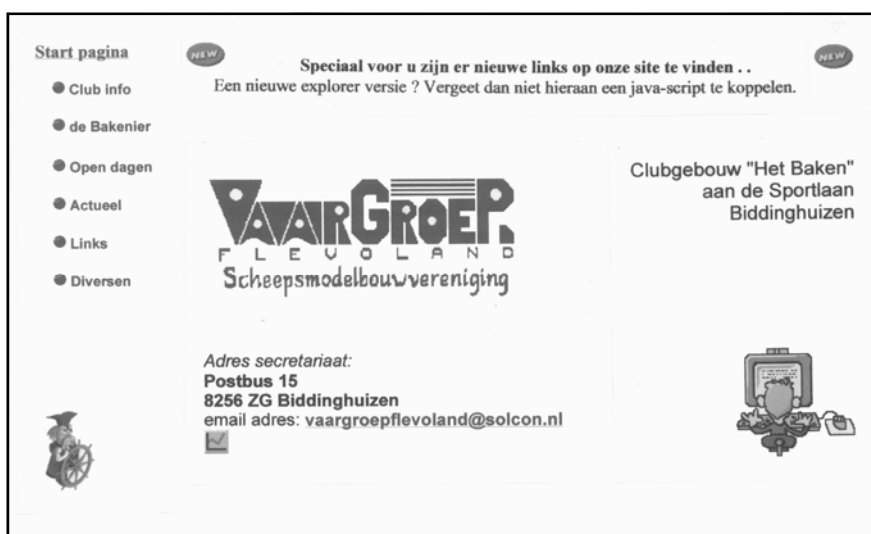 Start pagina
Club info
de Bakenier
Open dagen
Actueel
Links
Diversen
NEW
NEW
Speciaal voor u zijn er nieuwe links op onze site te vinden . .
Een nieuwe explorer versie ? Vergeet dan niet hieraan een java-script te koppelen.
VAARGROEP.
FLEVOLAND
Scheepsmodelbouwvereniging
Clubgebouw "Het Baken"
aan de Sportlaan
Biddinghuizen
Adres secretariaat:
Postbus 15
8256 ZG Biddinghuizen
email adres: vaargroepflevoland@solcon.nl